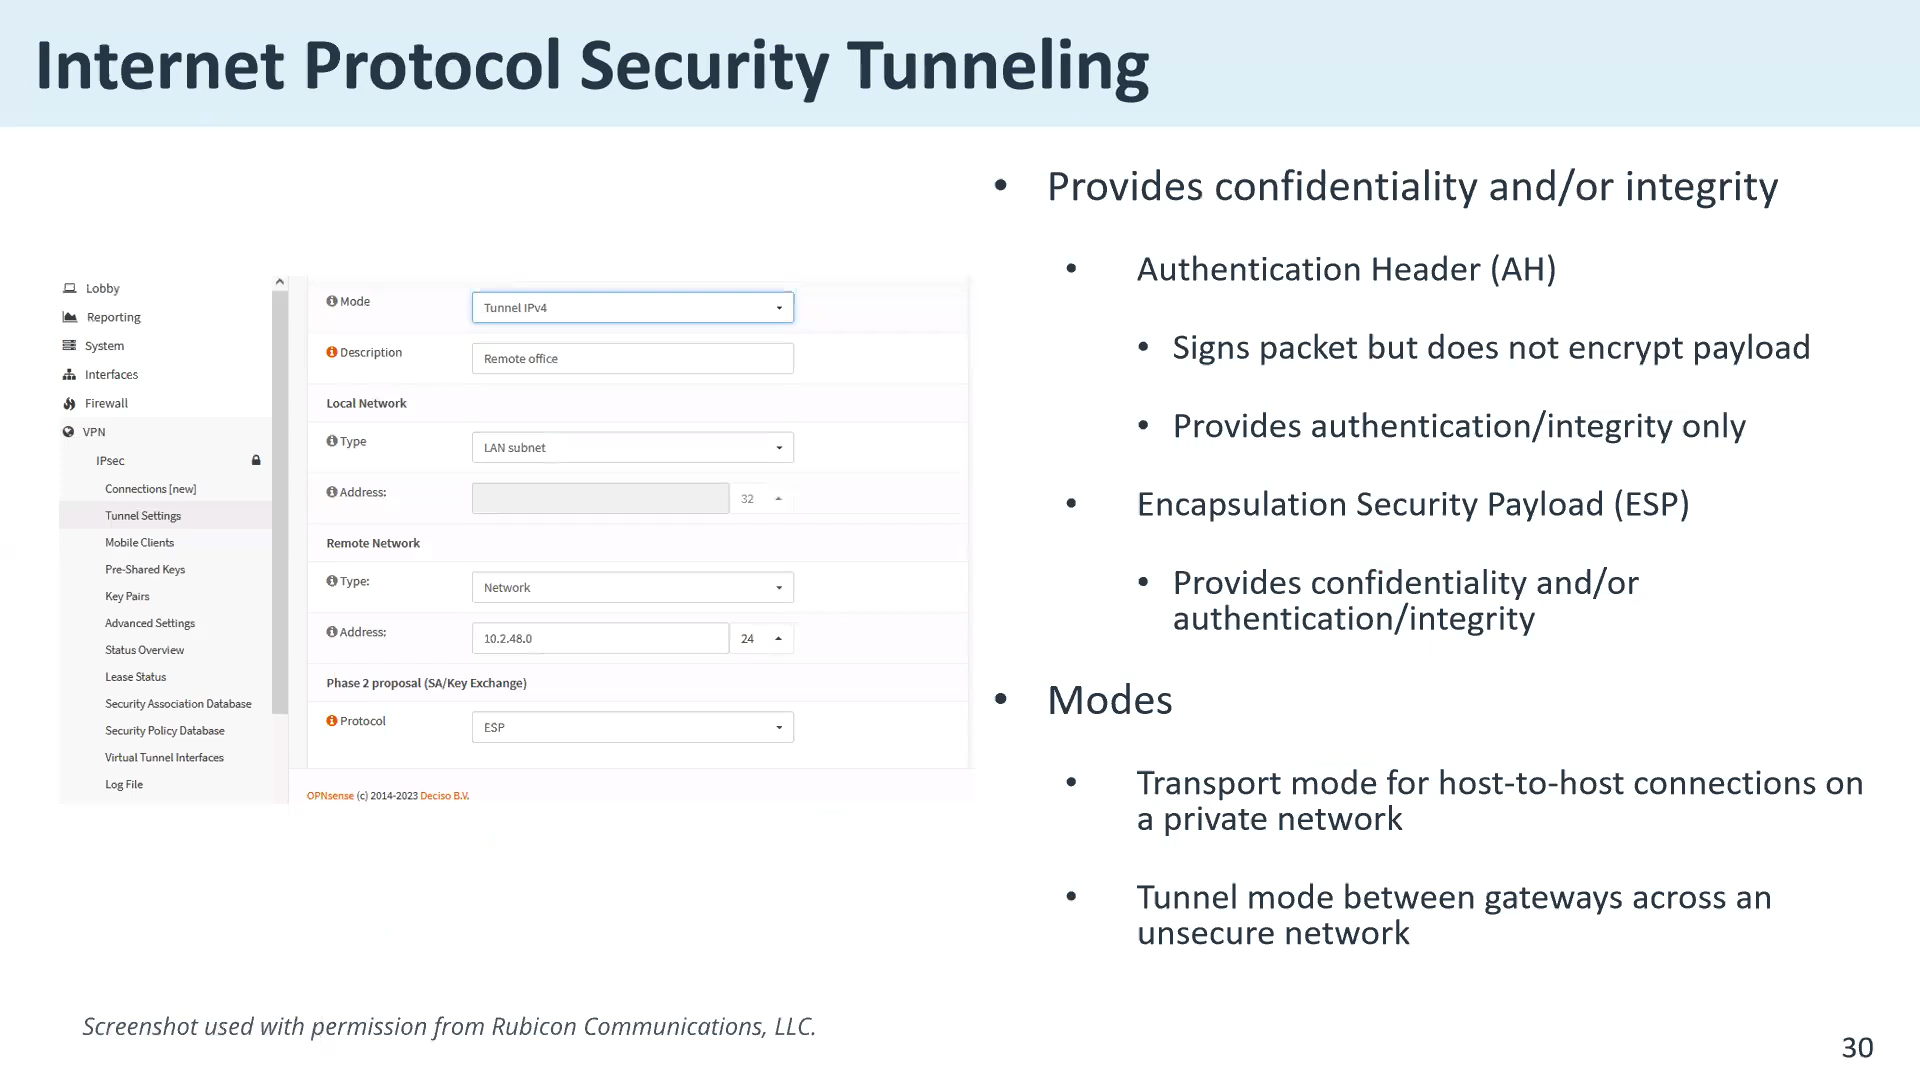 Internet Protocol Security Tunneling
Lobby
Reporting
System
Interfaces
Firewall
VPN
IPsec
Connections [new]
Tunnel Settings
Mobile Clients
Pre-Shared Keys
Key Pairs
Advanced Settings
Status Overview
Lease Status
Security Association Database
Security Policy Database
Virtual Tunnel Interfaces
Log File
Mode Tunnel IPv4
Description Remote office
Local Network
Type LAN subnet
Address: 32
Remote Network
Type: Network
Address: 10.2.48.0 24
Phase 2 proposal (SA/Key Exchange)
Protocol ESP
OPNsense (c) 2014-2023 Deciso B.V.
• Provides confidentiality and/or integrity
• Authentication Header (AH)
• Signs packet but does not encrypt payload
• Provides authentication/integrity only
• Encapsulation Security Payload (ESP)
• Provides confidentiality and/or
authentication/integrity
• Modes
• Transport mode for host-to-host connections on
a private network
• Tunnel mode between gateways across an
unsecure network
Screenshot used with permission from Rubicon Communications, LLC.
30